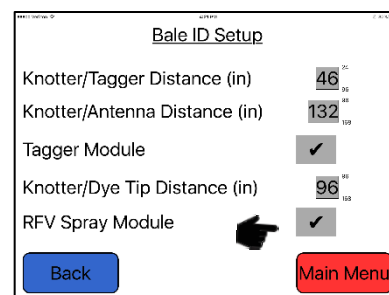 Bale ID Setup
Knotter/Tagger Distance (in) 46
Knotter/Antenna Distance (in) 132
Tagger Module ✔
Knotter/Dye Tip Distance (in) 96
RFV Spray Module ✔
Back Main Menu